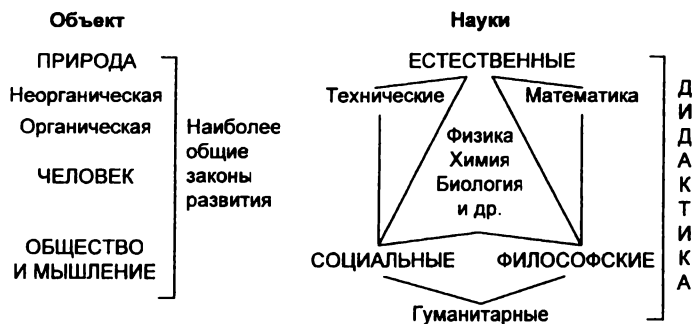 Объект
ПРИРОДА
Неорганическая
Органическая
ЧЕЛОВЕК
ОБЩЕСТВО
И МЫШЛЕНИЕ
Наиболее
общие
законы
развития
Науки
ЕСТЕСТВЕННЫЕ
Технические
Математика
Физика
Химия
Биология
и др.
СОЦИАЛЬНЫЕ
ФИЛОСОФСКИЕ
Гуманитарные
ДИДАКТИКА